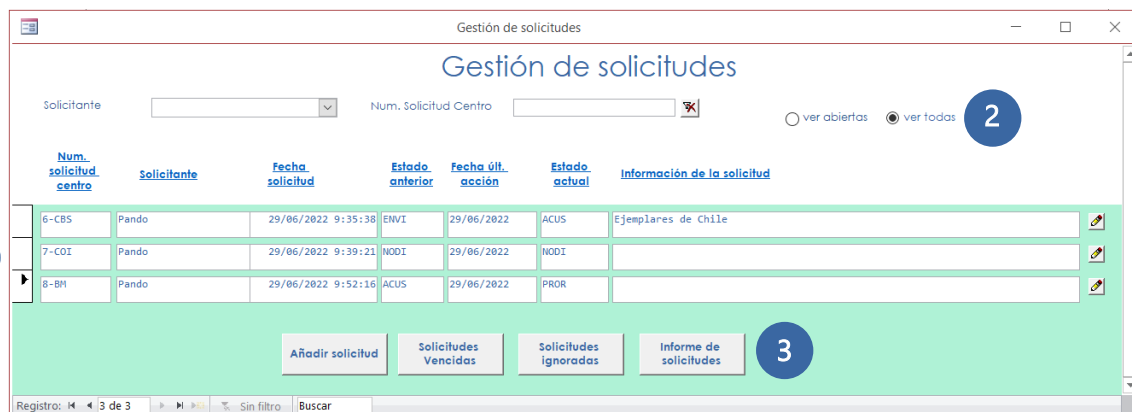 Gestión de solicitudes
Gestión de solicitudes
Solicitante
Num. Solicitud Centro
ver abiertas
ver todas
2
Num.
solicitud
centro
Solicitante
Fecha
solicitud
Estado
anterior
Fecha últ.
acción
Estado
actual
Información de la solicitud
6-CBS Pando 29/06/2022 9:35:38 ENVI 29/06/2022 ACUS Ejemplares de Chile
7-COI Pando 29/06/2022 9:39:21 NODI 29/06/2022 NODI
8-BM Pando 29/06/2022 9:52:16 ACUS 29/06/2022 PROR
Añadir solicitud
Solicitudes
Vencidas
Solicitudes
ignoradas
Informe de
solicitudes
3
Registro: 3 de 3 Sin filtro Buscar